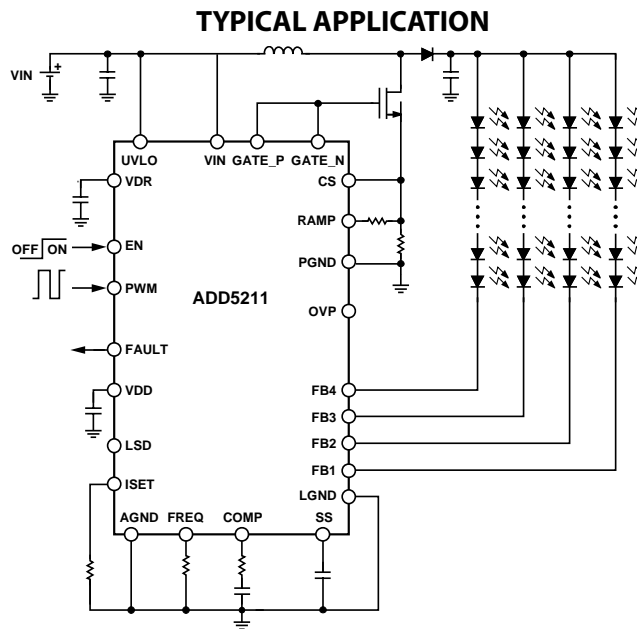 TYPICAL APPLICATION
VIN
+
UVLO
VIN
GATE_P
GATE_N
VDR
CS
RAMP
OFF
ON
EN
PGND
PWM
ADD5211
OVP
FAULT
VDD
FB4
FB3
LSD
FB2
FB1
ISET
LGND
AGND
FREQ
COMP
SS